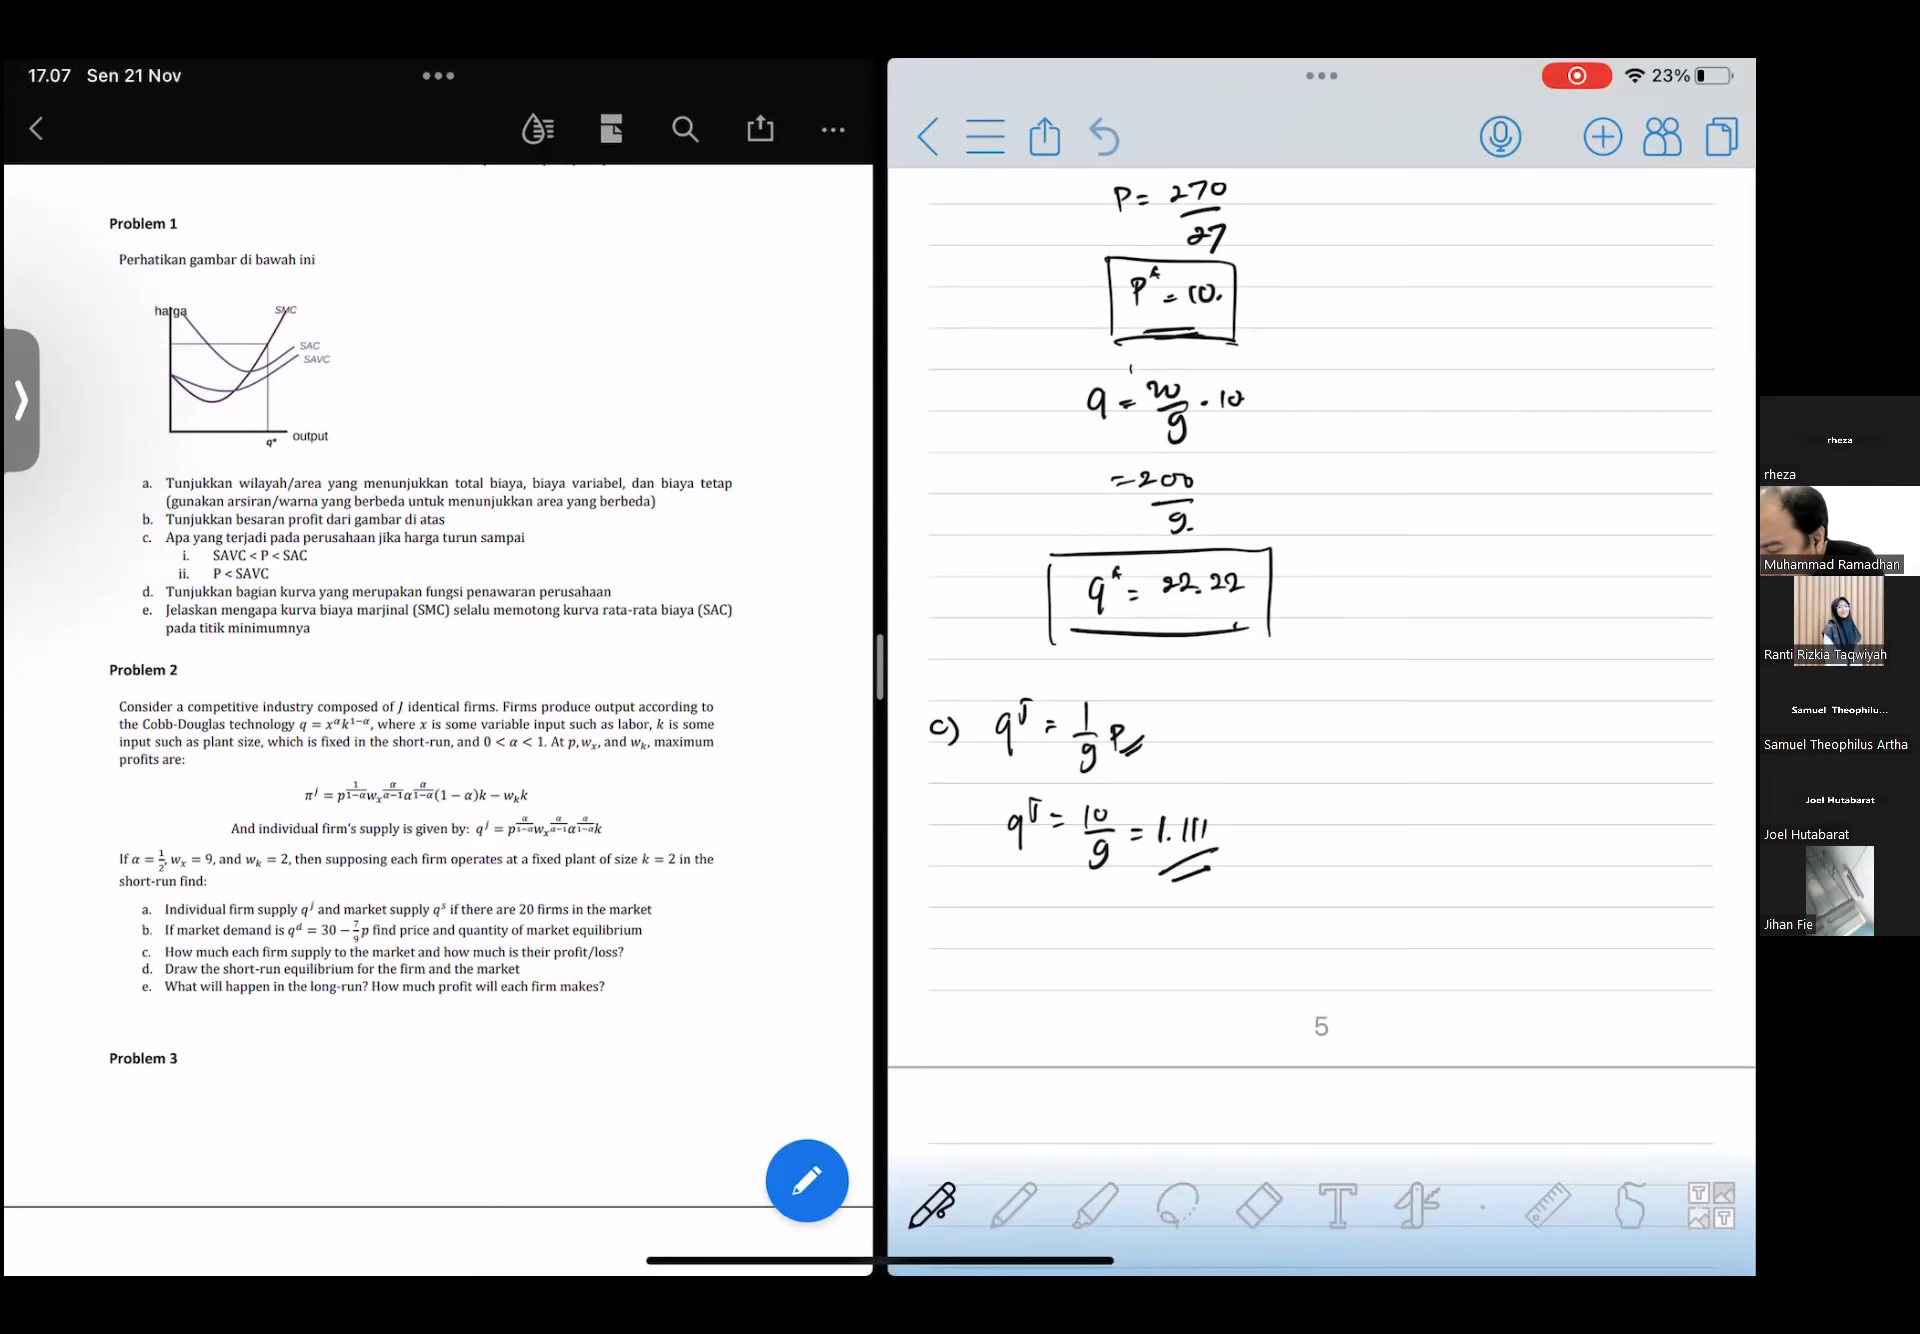 17.07 Sen 21 Nov
Problem 1
Perhatikan gambar di bawah ini
harga
SMC
SAC
SAVC
q* output
a. Tunjukkan wilayah/area yang menunjukkan total biaya, biaya variabel, dan biaya tetap
(gunakan arsiran/warna yang berbeda untuk menunjukkan area yang berbeda)
b. Tunjukkan besaran profit dari gambar di atas
c. Apa yang terjadi pada perusahaan jika harga turun sampai
i. SAVC < P < SAC
ii. P < SAVC
d. Tunjukkan bagian kurva yang merupakan fungsi penawaran perusahaan
e. Jelaskan mengapa kurva biaya marjinal (SMC) selalu memotong kurva rata-rata biaya (SAC)
pada titik minimumnya
Problem 2
Consider a competitive industry composed of J identical firms. Firms produce output according to
the Cobb-Douglas technology q = x^α k^{1−α}, where x is some variable input such as labor, k is some
input such as plant size, which is fixed in the short-run, and 0 < α < 1. At p, w_x, and w_k, maximum
profits are:
π^j = p^{1/(1−α)} w_x^{α/(α−1)} α^{α/(1−α)} (1 − α)k − w_k k
And individual firm's supply is given by: q^j = p^{α/(1−α)} w_x^{α/(α−1)} α^{α/(1−α)} k
If α = 1/2, w_x = 9, and w_k = 2, then supposing each firm operates at a fixed plant of size k = 2 in the
short-run find:
a. Individual firm supply q^j and market supply q^s if there are 20 firms in the market
b. If market demand is q^d = 30 − 7/9 p find price and quantity of market equilibrium
c. How much each firm supply to the market and how much is their profit/loss?
d. Draw the short-run equilibrium for the firm and the market
e. What will happen in the long-run? How much profit will each firm makes?
Problem 3
23%
P = 270/27
P* = 10.
q = 20/9 · 10
= 200/9
q* = 22.22
c) q^J = 1/9 P
q^J = 10/9 = 1.111
5
rheza
rheza
Muhammad Ramadhan
Ranti Rizkia Taqwiyah
Samuel Theophilu...
Samuel Theophilus Artha
Joel Hutabarat
Joel Hutabarat
Jihan Fie